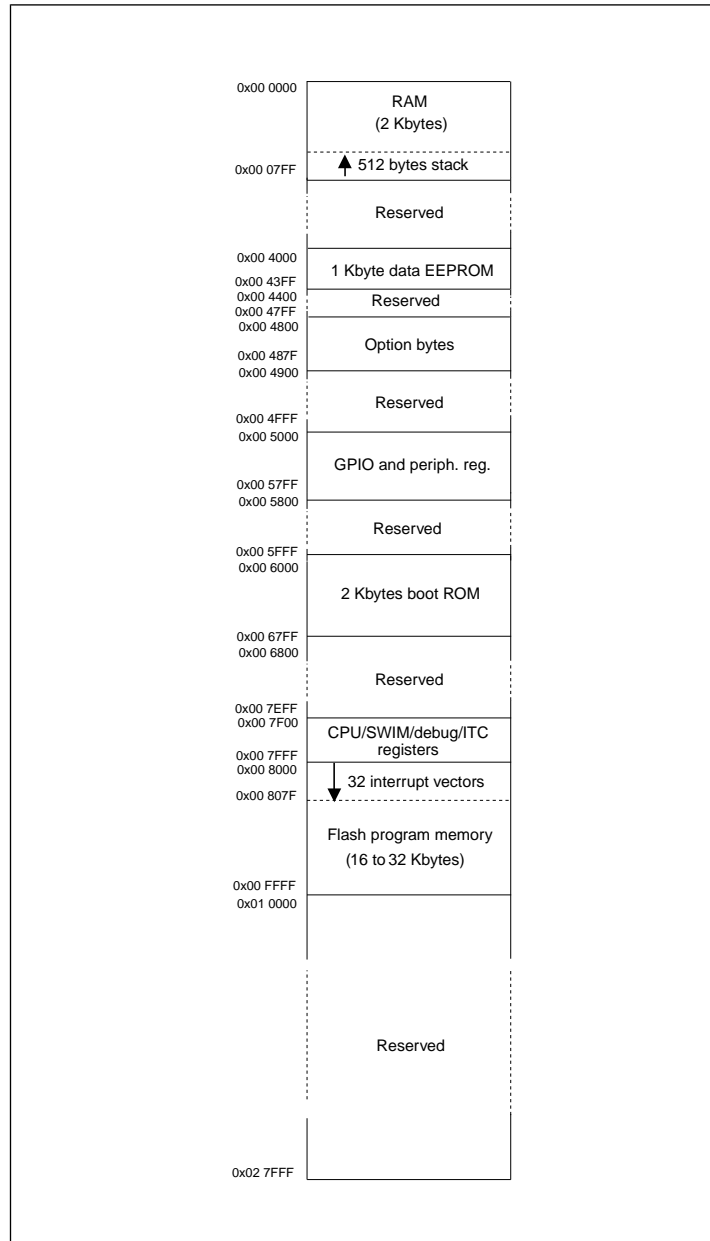 0x00 0000
RAM
(2 Kbytes)
512 bytes stack
0x00 07FF
Reserved
0x00 4000
1 Kbyte data EEPROM
0x00 43FF
0x00 4400
Reserved
0x00 47FF
0x00 4800
Option bytes
0x00 487F
0x00 4900
Reserved
0x00 4FFF
0x00 5000
GPIO and periph. reg.
0x00 57FF
0x00 5800
Reserved
0x00 5FFF
0x00 6000
2 Kbytes boot ROM
0x00 67FF
0x00 6800
Reserved
0x00 7EFF
0x00 7F00
CPU/SWIM/debug/ITC
registers
0x00 7FFF
0x00 8000
32 interrupt vectors
0x00 807F
Flash program memory
(16 to 32 Kbytes)
0x00 FFFF
0x01 0000
Reserved
0x02 7FFF